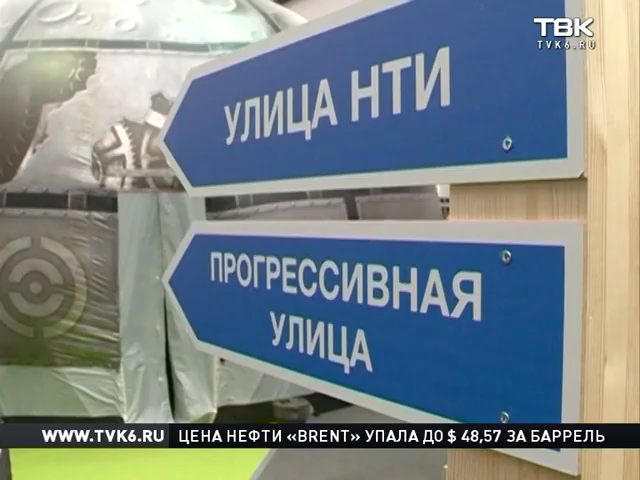 ТВК
TVK6.RU
УЛИЦА НТИ
ПРОГРЕССИВНАЯ
УЛИЦА
WWW.TVK6.RU
ЦЕНА НЕФТИ «BRENT» УПАЛА ДО $ 48,57 ЗА БАРРЕЛЬ